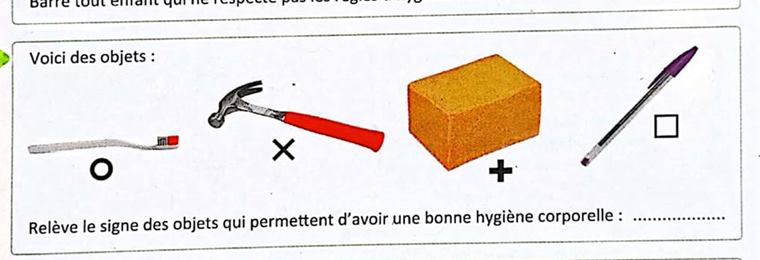 Voici des objets :
Relève le signe des objets qui permettent d'avoir une bonne hygiène corporelle : ...................